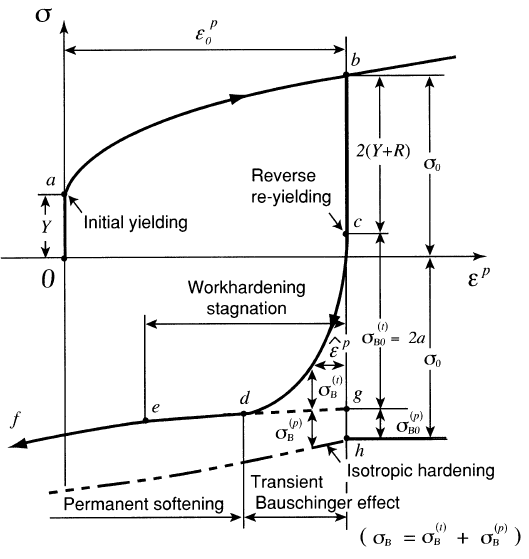 σ
ε₀ᵖ
b
a
2(Y+R)
σ₀
Reverse
re-yielding
Y
Initial yielding
c
0
εᵖ
Workhardening
stagnation
σ_B0^(t) = 2a
ε̂ᵖ
σ₀
σ_B^(t)
d
g
e
f
σ_B^(p)
σ_B0^(p)
h
Isotropic hardening
Permanent softening
Transient
Bauschinger effect
( σ_B = σ_B^(t) + σ_B^(p) )